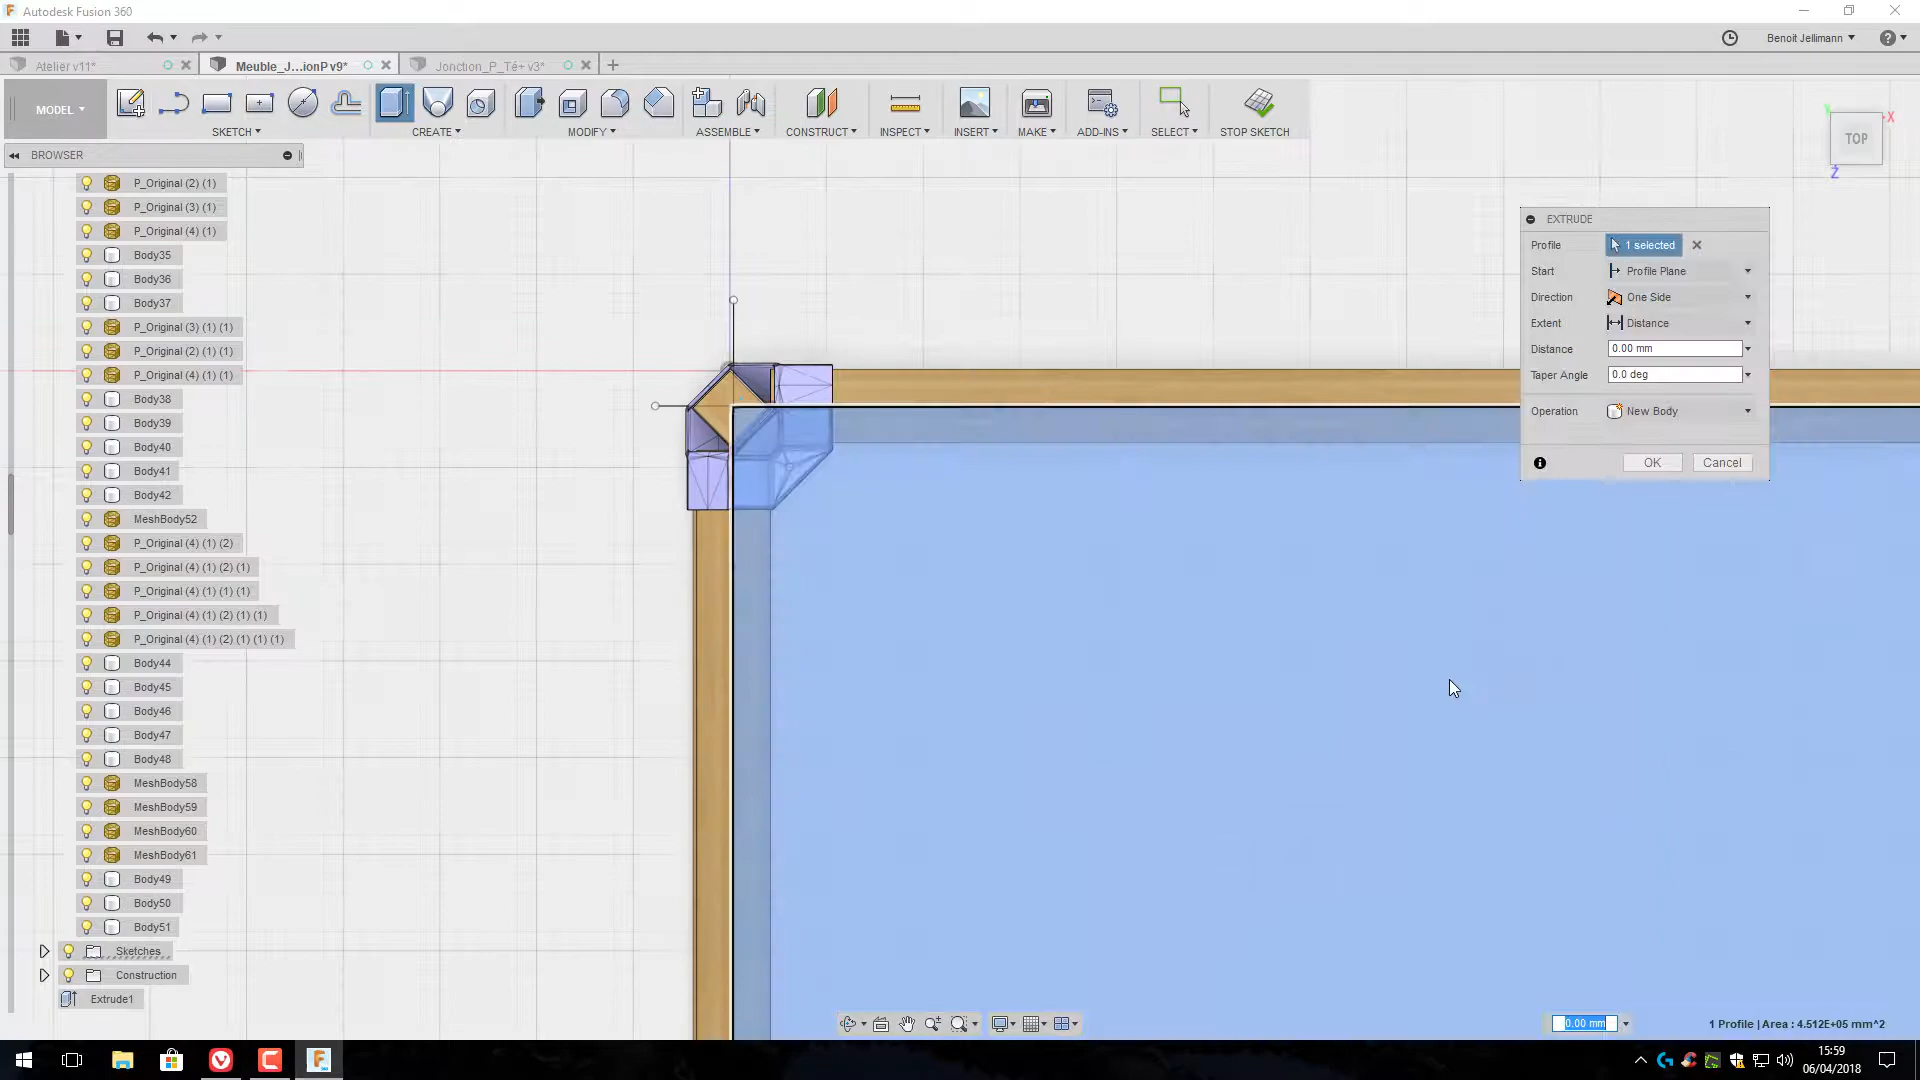 Autodesk Fusion 360
Benoit Jellimann
Atelier v11*
Meuble_J...ionP v9*
Jonction_P_Té+ v3*
MODEL
SKETCH
CREATE
MODIFY
ASSEMBLE
CONSTRUCT
INSPECT
INSERT
MAKE
ADD-INS
SELECT
STOP SKETCH
BROWSER
P_Original (2) (1)
P_Original (3) (1)
P_Original (4) (1)
Body35
Body36
Body37
P_Original (3) (1) (1)
P_Original (2) (1) (1)
P_Original (4) (1) (1)
Body38
Body39
Body40
Body41
Body42
MeshBody52
P_Original (4) (1) (2)
P_Original (4) (1) (2) (1)
P_Original (4) (1) (1) (1)
P_Original (4) (1) (2) (1) (1)
P_Original (4) (1) (2) (1) (1) (1)
Body44
Body45
Body46
Body47
Body48
MeshBody58
MeshBody59
MeshBody60
MeshBody61
Body49
Body50
Body51
Sketches
Construction
Extrude1
TOP
X
Y
Z
EXTRUDE
Profile 1 selected
Start Profile Plane
Direction One Side
Extent Distance
Distance 0.00 mm
Taper Angle 0.0 deg
Operation New Body
OK Cancel
0.00 mm
1 Profile | Area : 4.512E+05 mm^2
15:59
06/04/2018